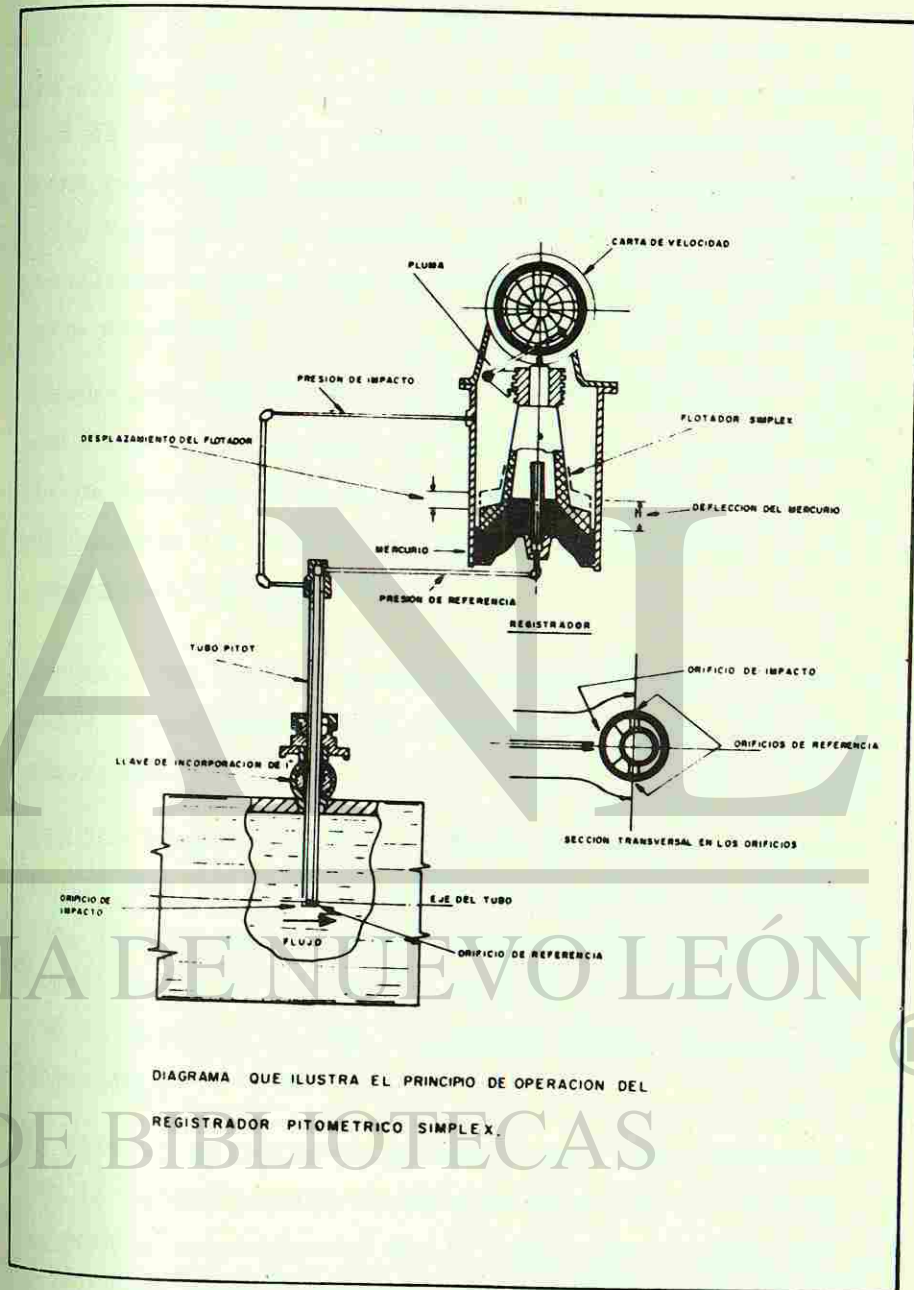 CARTA DE VELOCIDAD
PLUMA
PRESION DE IMPACTO
FLOTADOR SIMPLEX
DESPLAZAMIENTO DEL FLOTADOR
H
DEFLECCION DEL MERCURIO
MERCURIO
PRESION DE REFERENCIA
REGISTRADOR
TUBO PITOT
ORIFICIO DE IMPACTO
ORIFICIOS DE REFERENCIA
LLAVE DE INCORPORACION DE 1"
SECCION TRANSVERSAL EN LOS ORIFICIOS
ORIFICIO DE
IMPACTO
EJE DEL TUBO
FLUJO
ORIFICIO DE REFERENCIA
ANL
IA DE NUEVO LEÓN
®
DIAGRAMA QUE ILUSTRA EL PRINCIPIO DE OPERACION DEL
REGISTRADOR PITOMETRICO SIMPLEX.
DE BIBLIOTECAS